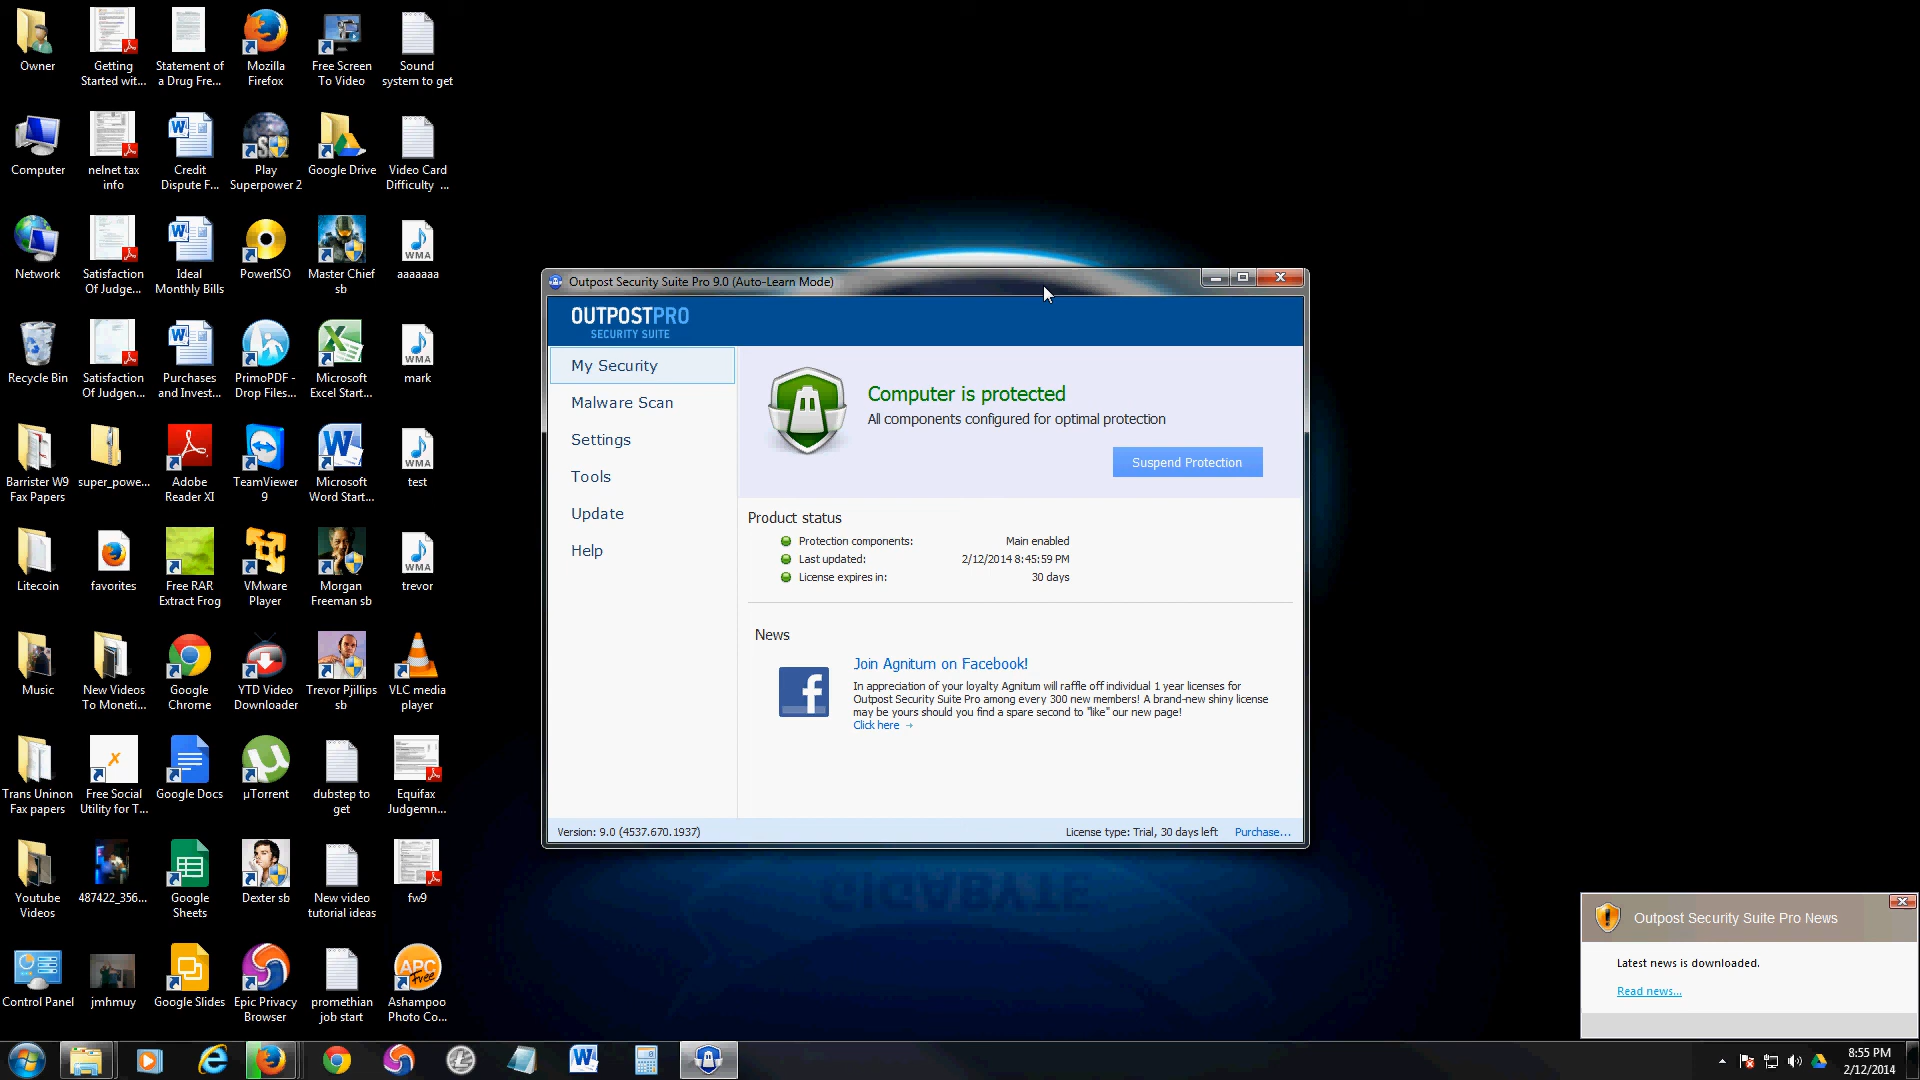 Owner
Getting
Started wit...
Statement of
a Drug Fre...
Mozilla
Firefox
Free Screen
To Video
Sound
system to get
Computer
nelnet tax
info
Credit
Dispute F...
Play
Superpower 2
Google Drive
Video Card
Difficulty ...
Network
Satisfaction
Of Judge...
Ideal
Monthly Bills
PowerISO
Master Chief
sb
WMA
aaaaaaa
Recycle Bin
Satisfaction
Of Judgen...
Purchases
and Invest...
PrimoPDF -
Drop Files...
Microsoft
Excel Start...
WMA
mark
Barrister W9
Fax Papers
super_powe...
Adobe
Reader XI
TeamViewer
9
Microsoft
Word Start...
WMA
test
Litecoin
favorites
Free RAR
Extract Frog
VMware
Player
Morgan
Freeman sb
WMA
trevor
Music
New Videos
To Moneti...
Google
Chrome
YTD Video
Downloader
Trevor Pjillips
sb
VLC media
player
Trans Uninon
Fax papers
Free Social
Utility for T...
Google Docs
µTorrent
dubstep to
get
Equifax
Judgemn...
Youtube
Videos
487422_356...
Google
Sheets
Dexter sb
New video
tutorial ideas
fw9
Control Panel
jmhmuy
Google Slides
Epic Privacy
Browser
promethian
job start
APC
Free
Ashampoo
Photo Co...
Outpost Security Suite Pro 9.0 (Auto-Learn Mode)
OUTPOSTPRO
SECURITY SUITE
My Security
Malware Scan
Settings
Tools
Update
Help
Computer is protected
All components configured for optimal protection
Suspend Protection
Product status
Protection components: Main enabled
Last updated: 2/12/2014 8:45:59 PM
License expires in: 30 days
News
Join Agnitum on Facebook!
In appreciation of your loyalty Agnitum will raffle off individual 1 year licenses for
Outpost Security Suite Pro among every 300 new members! A brand-new shiny license
may be yours should you find a spare second to "like" our new page!
Click here →
Version: 9.0 (4537.670.1937)
License type: Trial, 30 days left Purchase...
GIGABYTE
Outpost Security Suite Pro News
Latest news is downloaded.
Read news...
8:55 PM
2/12/2014